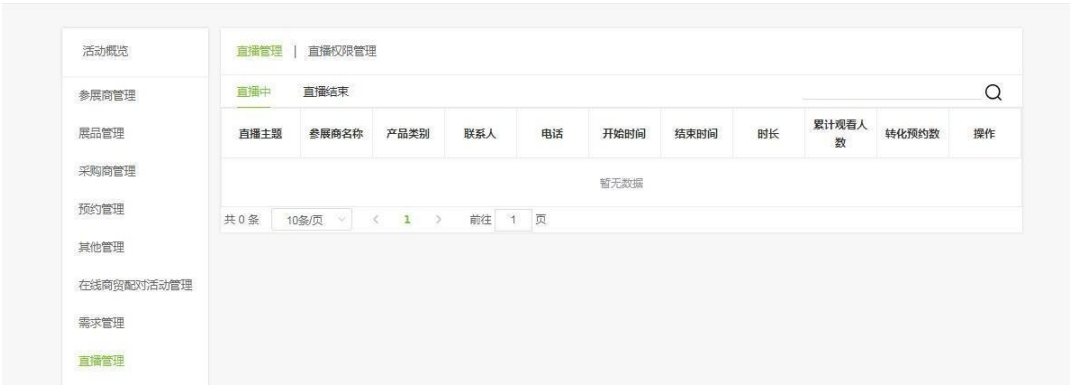 活动概览
参展商管理
展品管理
采购商管理
预约管理
其他管理
在线商贸配对活动管理
需求管理
直播管理
直播管理 | 直播权限管理
直播中 直播结束
直播主题 参展商名称 产品类别 联系人 电话 开始时间 结束时间 时长 累计观看人数 转化预约数 操作
暂无数据
共 0 条 10条/页 < 1 > 前往 1 页